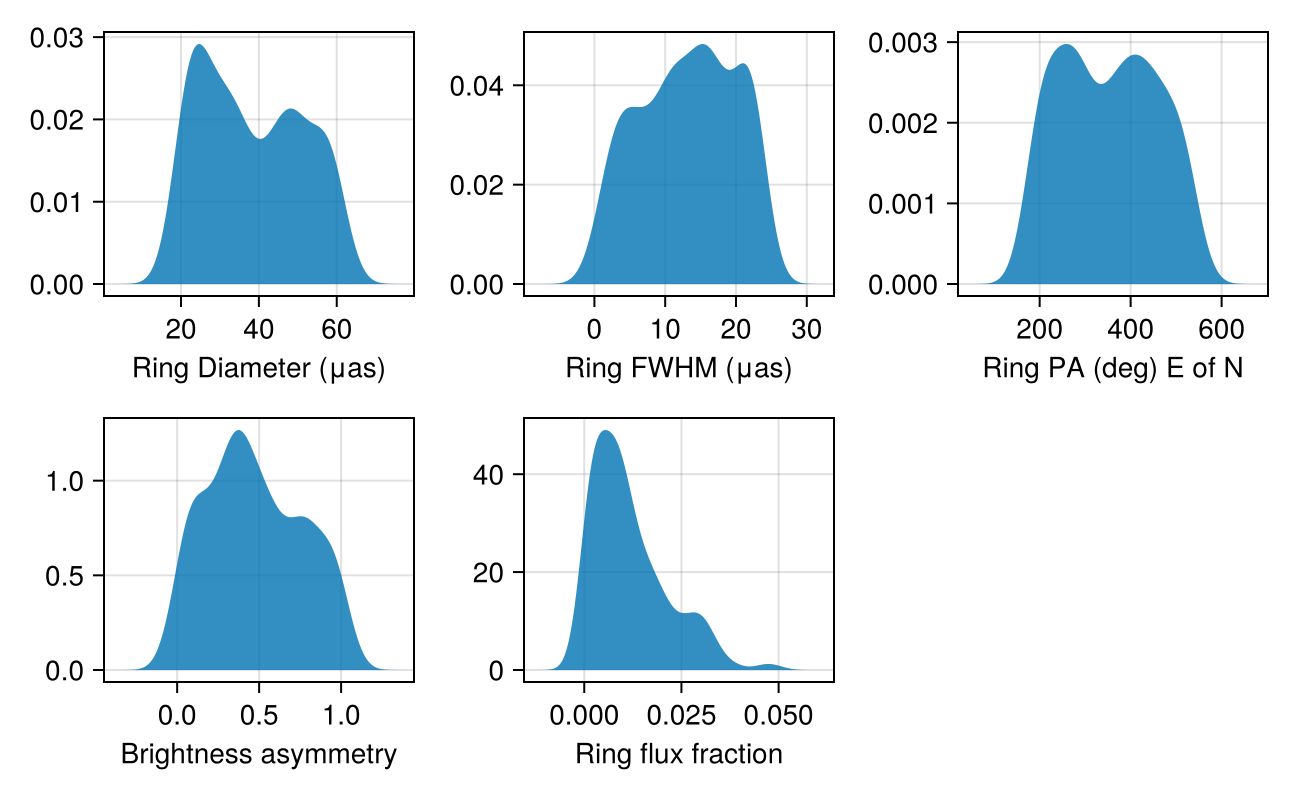 0.03
0.02
0.01
0.00
20 40 60
Ring Diameter (µas)
0.04
0.02
0.00
0 10 20 30
Ring FWHM (µas)
0.003
0.002
0.001
0.000
200 400 600
Ring PA (deg) E of N
1.0
0.5
0.0
0.0 0.5 1.0
Brightness asymmetry
40
20
0
0.000 0.025 0.050
Ring flux fraction